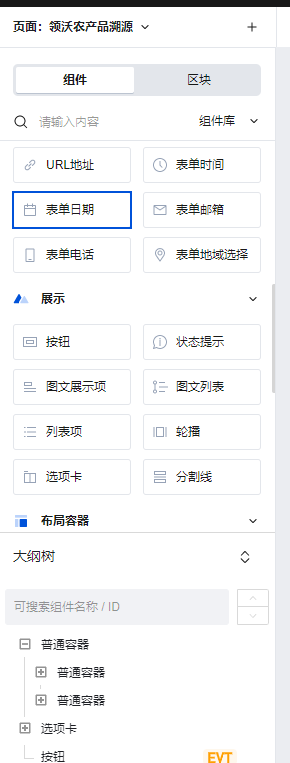 页面：领沃农产品溯源
组件 区块
请输入内容 组件库
URL地址 表单时间
表单日期 表单邮箱
表单电话 表单地域选择
展示
按钮 状态提示
图文展示项 图文列表
列表项 轮播
选项卡 分割线
布局容器
大纲树
可搜索组件名称 / ID
普通容器
普通容器
普通容器
选项卡
按钮 EVT